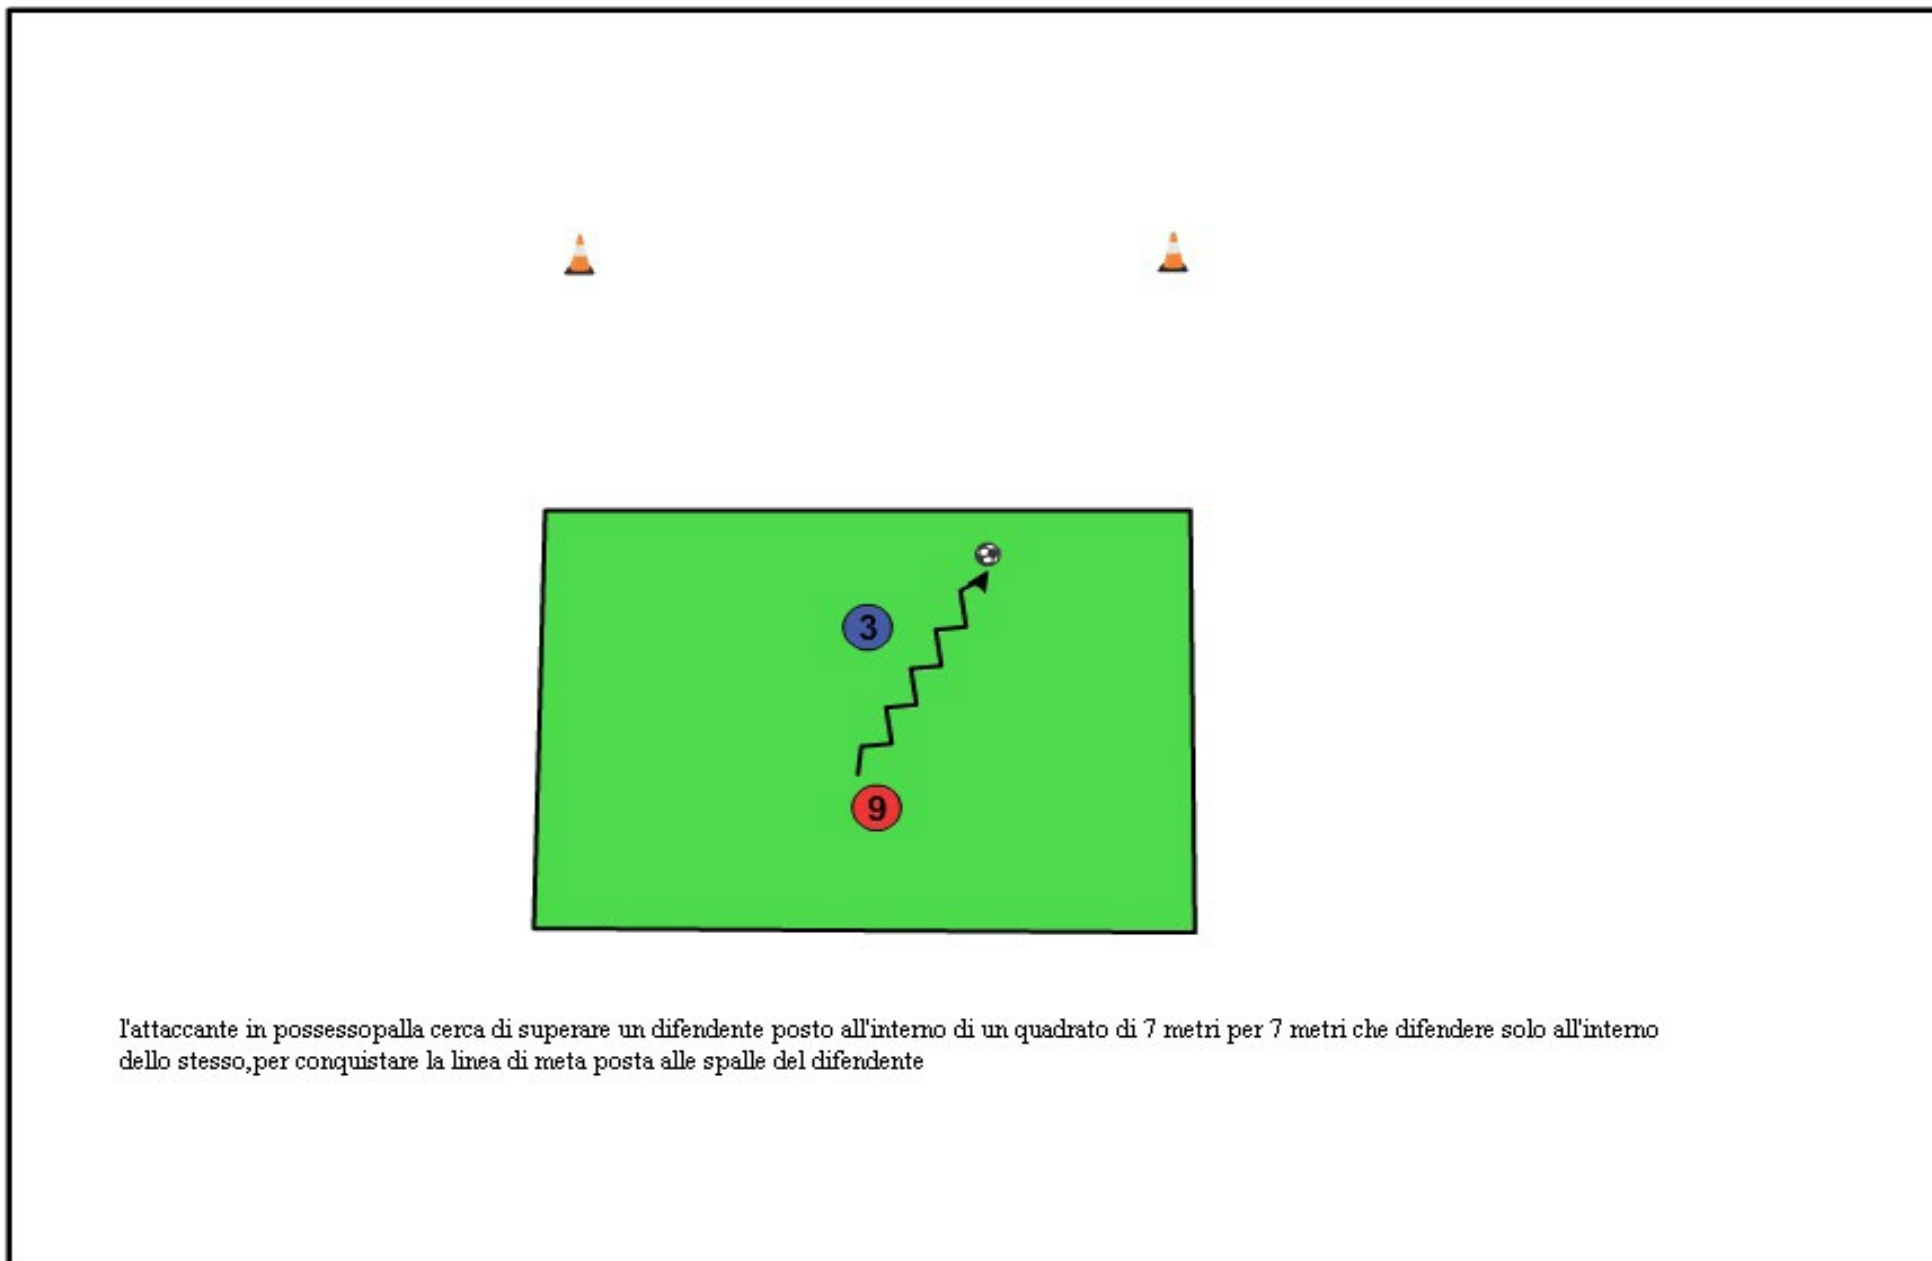 3
9
l'attaccante in possessopalla cerca di superare un difendente posto all'interno di un quadrato di 7 metri per 7 metri che difendere solo all'interno
dello stesso,per conquistare la linea di meta posta alle spalle del difendente